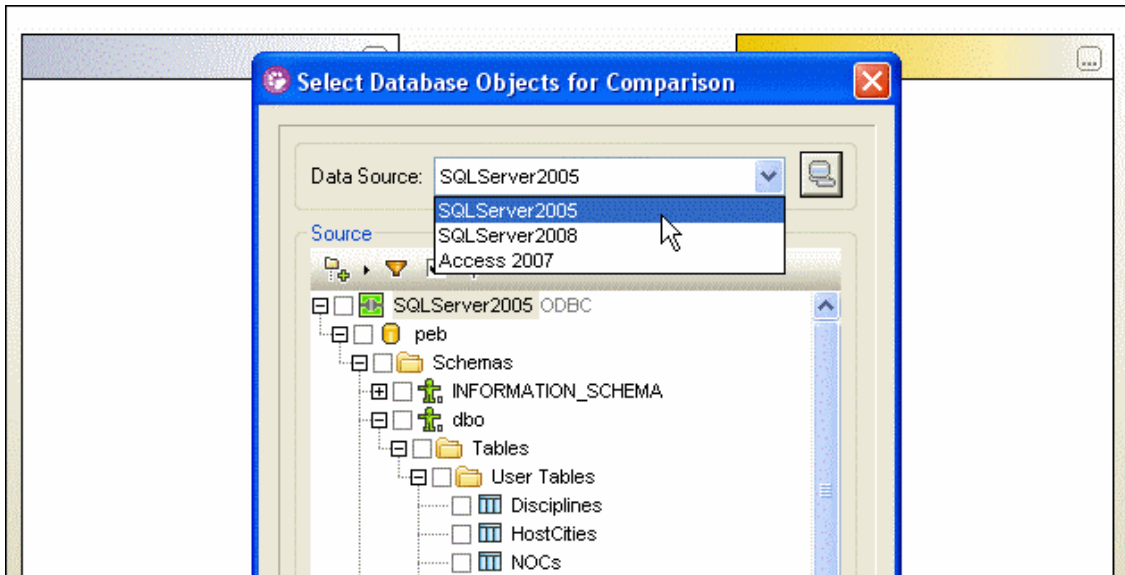 ...
Select Database Objects for Comparison
Data Source: SQLServer2005
SQLServer2005
SQLServer2008
Access 2007
Source
SQLServer2005 ODBC
peb
Schemas
INFORMATION_SCHEMA
dbo
Tables
User Tables
Disciplines
HostCities
NOCs